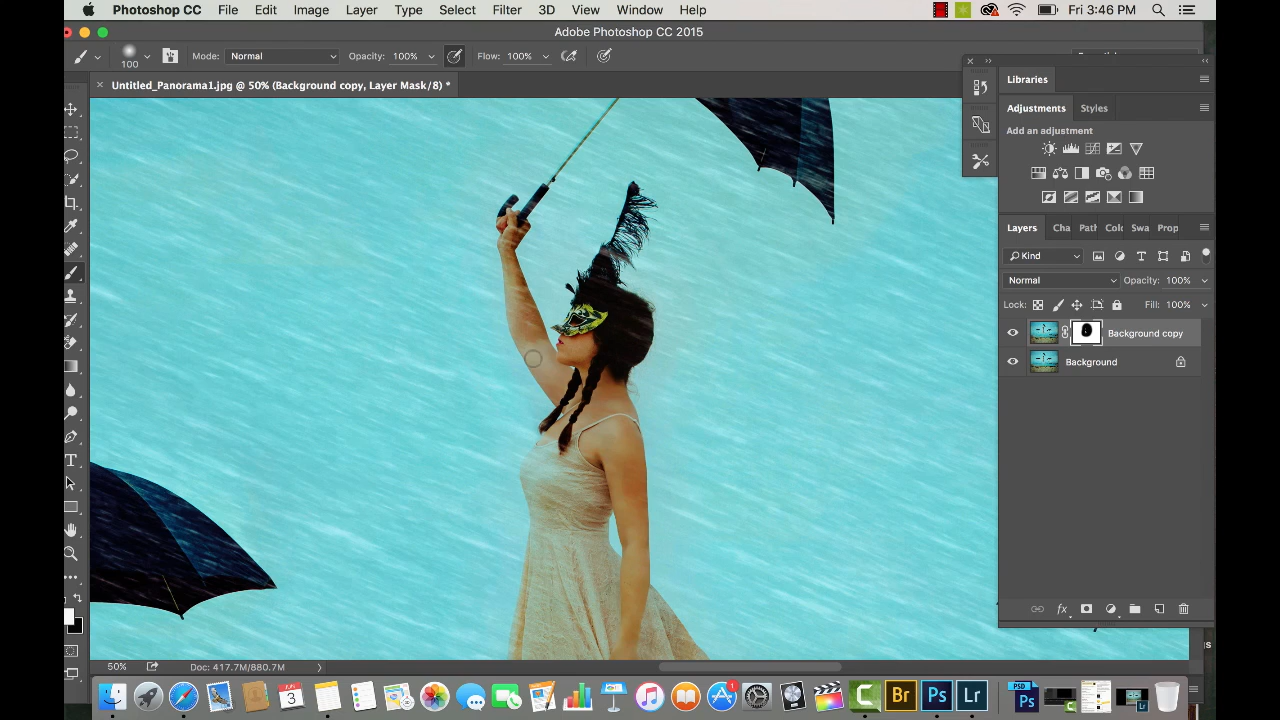 Photoshop CC File Edit Image Layer Type Select Filter 3D View Window Help Fri 3:46 PM
Adobe Photoshop CC 2015
100 Mode: Normal Opacity: 100% Flow: 100%
× Untitled_Panorama1.jpg @ 50% (Background copy, Layer Mask/8) *
Libraries
Adjustments Styles
Add an adjustment
Layers Cha Path Colo Swa Prop
Kind
Normal Opacity: 100%
Lock: Fill: 100%
Background copy
Background
fx
50% Doc: 417.7M/880.7M
JUN
3
1
Br Ps Lr
PSD
Ps